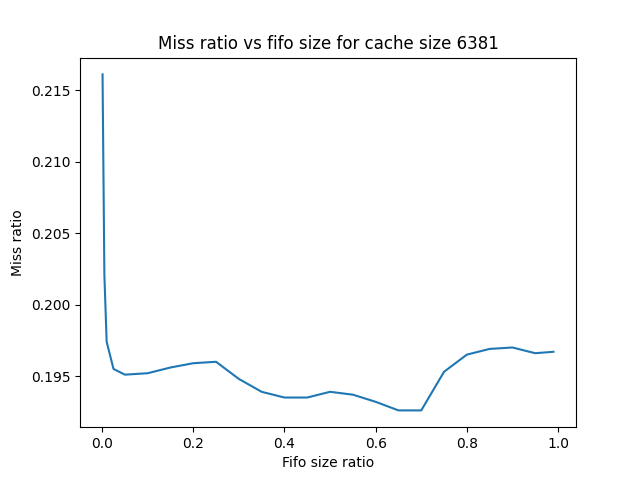 Miss ratio vs fifo size for cache size 6381
0.215
0.210
0.205
0.200
0.195
Miss ratio
0.0 0.2 0.4 0.6 0.8 1.0
Fifo size ratio